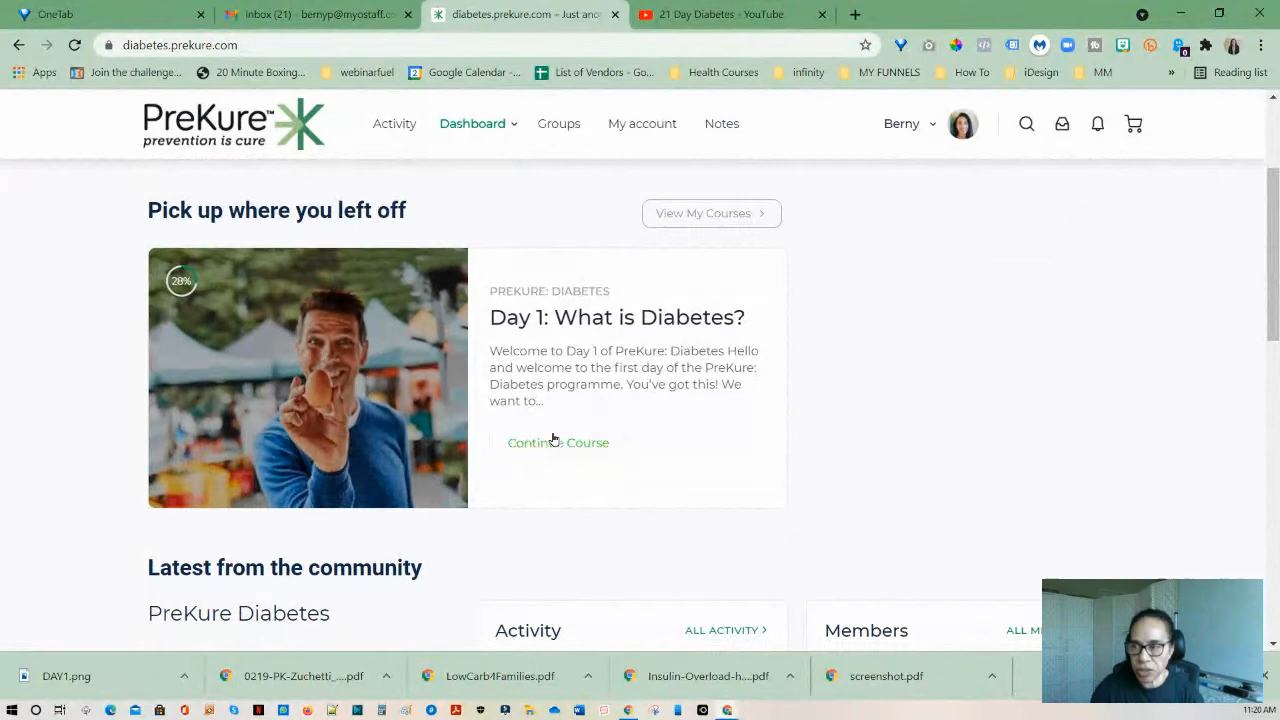 OneTab
Inbox (21) - bernyp@myostaff.c
diabetes.prekure.com – Just ano
21 Day Diabetes - YouTube
diabetes.prekure.com
Apps
Join the challenge...
20 Minute Boxing...
webinarfuel
Google Calendar -...
List of Vendors - Go...
Health Courses
infinity
MY FUNNELS
How To
iDesign
MM
»
Reading list
PreKure™
prevention is cure
Activity
Dashboard
Groups
My account
Notes
Berny
Pick up where you left off
View My Courses >
28%
PREKURE: DIABETES
Day 1: What is Diabetes?
Welcome to Day 1 of PreKure: Diabetes Hello
and welcome to the first day of the PreKure:
Diabetes programme. You've got this! We
want to...
Continue Course
Latest from the community
PreKure Diabetes
Activity
ALL ACTIVITY >
Members
ALL M
DAY1.png
0219-PK-Zuchetti_....pdf
LowCarb4Families.pdf
Insulin-Overload-h....pdf
screenshot.pdf
11:20 AM